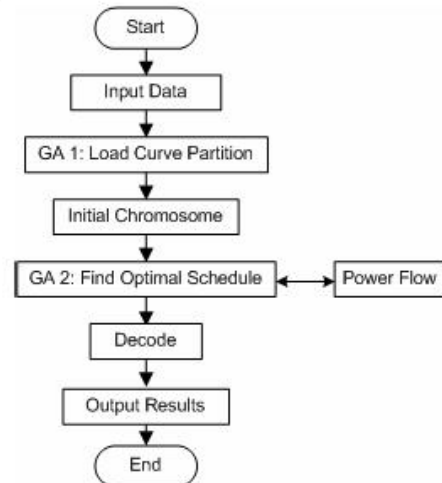 Start
Input Data
GA 1: Load Curve Partition
Initial Chromosome
GA 2: Find Optimal Schedule
Power Flow
Decode
Output Results
End